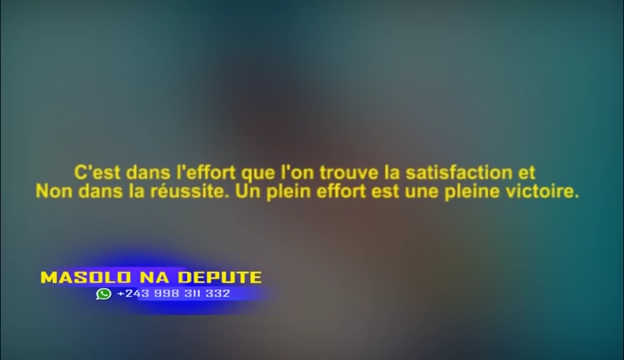 C'est dans l'effort que l'on trouve la satisfaction et
Non dans la réussite. Un plein effort est une pleine victoire.
MASOLO NA DEPUTE
+243 998 311 332